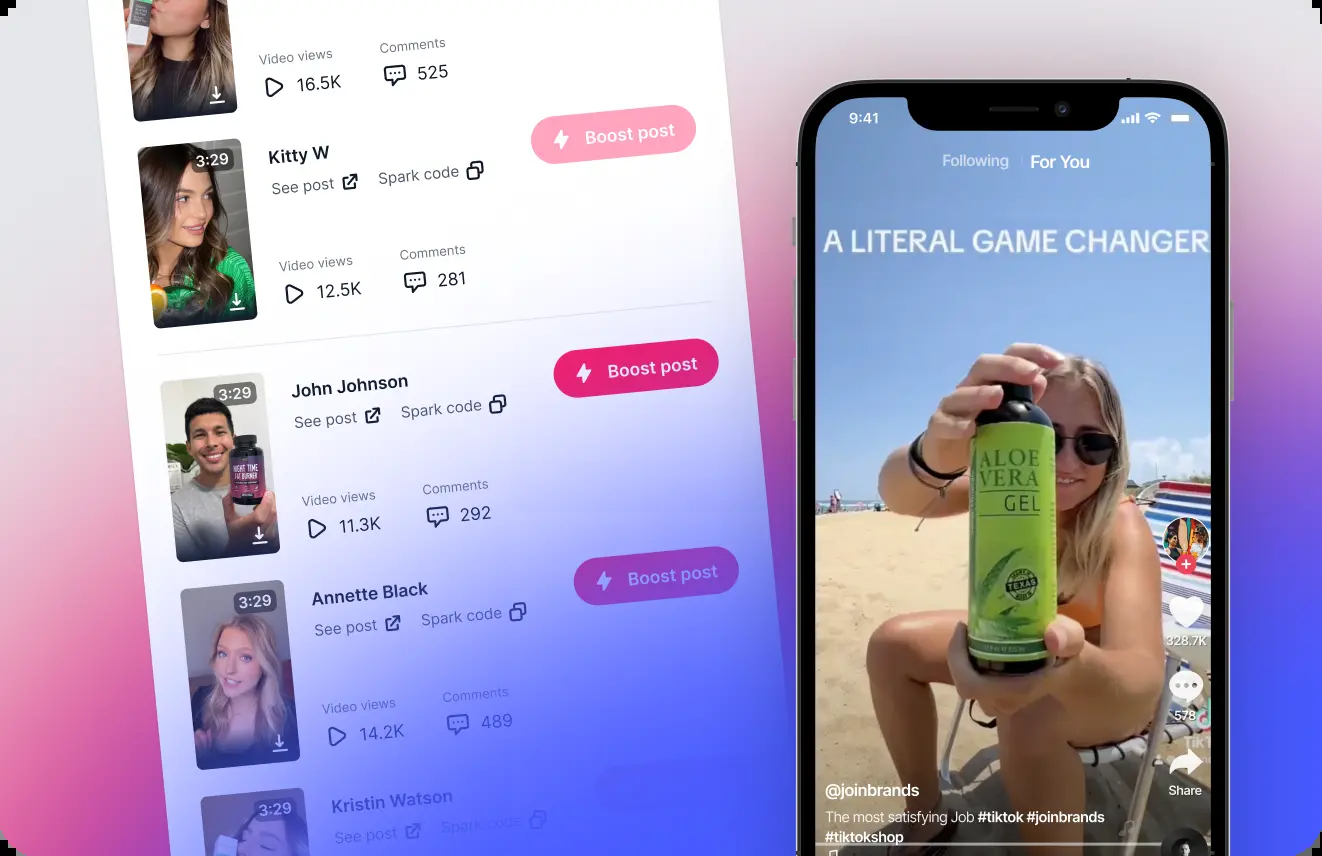 Video views
Comments
16.5K
525
3:29
Kitty W
Boost post
See post
Spark code
Video views
Comments
12.5K
281
3:29
John Johnson
Boost post
See post
Spark code
NIGHT TIME
FAT BURNER
Video views
Comments
11.3K
292
3:29
Annette Black
Boost post
See post
Spark code
Video views
Comments
14.2K
489
3:29
Kristin Watson
See post
Spark code
9:41
Following
For You
A LITERAL GAME CHANGER
ALOE
VERA
GEL
TEXAS
328.7K
578
Share
@joinbrands
The most satisfying Job #tiktok #joinbrands
#tiktokshop